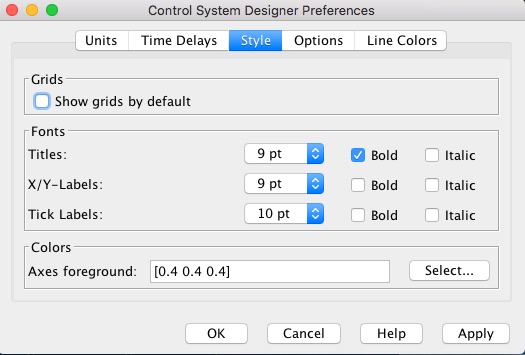 Control System Designer Preferences
Units Time Delays Style Options Line Colors
Grids
Show grids by default
Fonts
Titles: 9 pt Bold Italic
X/Y-Labels: 9 pt Bold Italic
Tick Labels: 10 pt Bold Italic
Colors
Axes foreground: [0.4 0.4 0.4] Select...
OK Cancel Help Apply